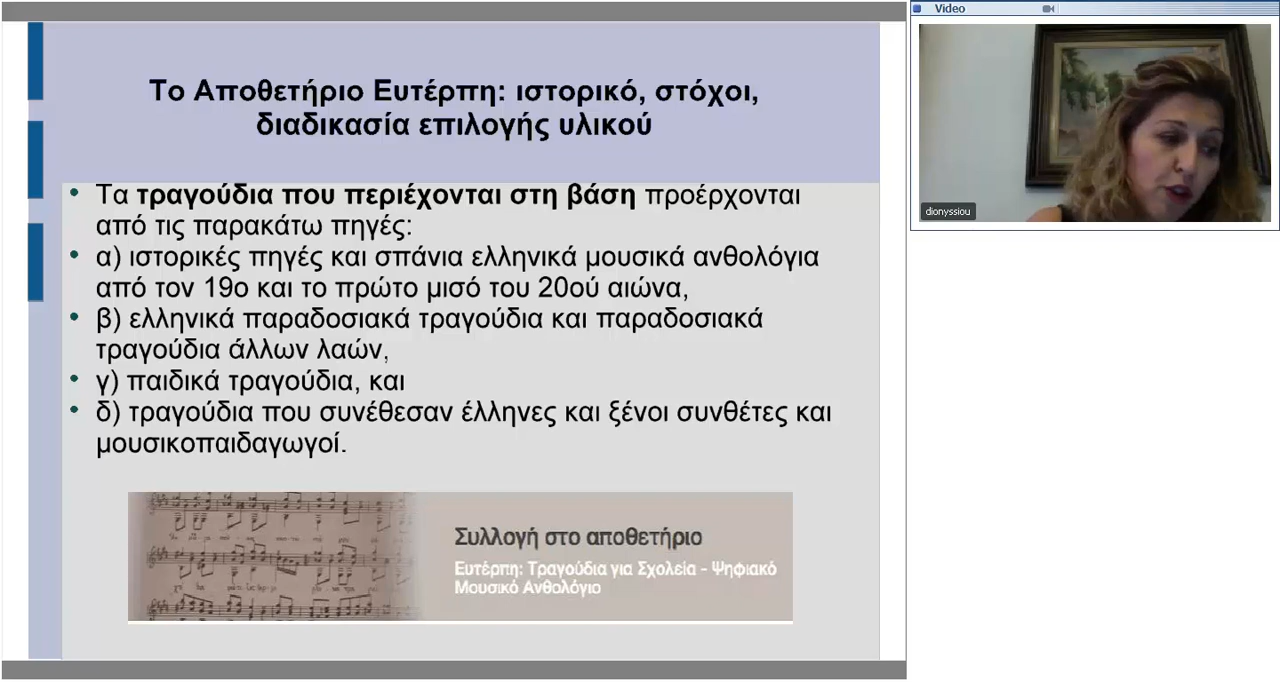 Το Αποθετήριο Ευτέρπη: ιστορικό, στόχοι,
διαδικασία επιλογής υλικού
• Τα τραγούδια που περιέχονται στη βάση προέρχονται
από τις παρακάτω πηγές:
• α) ιστορικές πηγές και σπάνια ελληνικά μουσικά ανθολόγια
από τον 19ο και το πρώτο μισό του 20ού αιώνα,
• β) ελληνικά παραδοσιακά τραγούδια και παραδοσιακά
τραγούδια άλλων λαών,
• γ) παιδικά τραγούδια, και
• δ) τραγούδια που συνέθεσαν έλληνες και ξένοι συνθέτες και
μουσικοπαιδαγωγοί.
Συλλογή στο αποθετήριο
Ευτέρπη: Τραγούδια για Σχολεία - Ψηφιακό
Μουσικό Ανθολόγιο
Video
dionyssiou